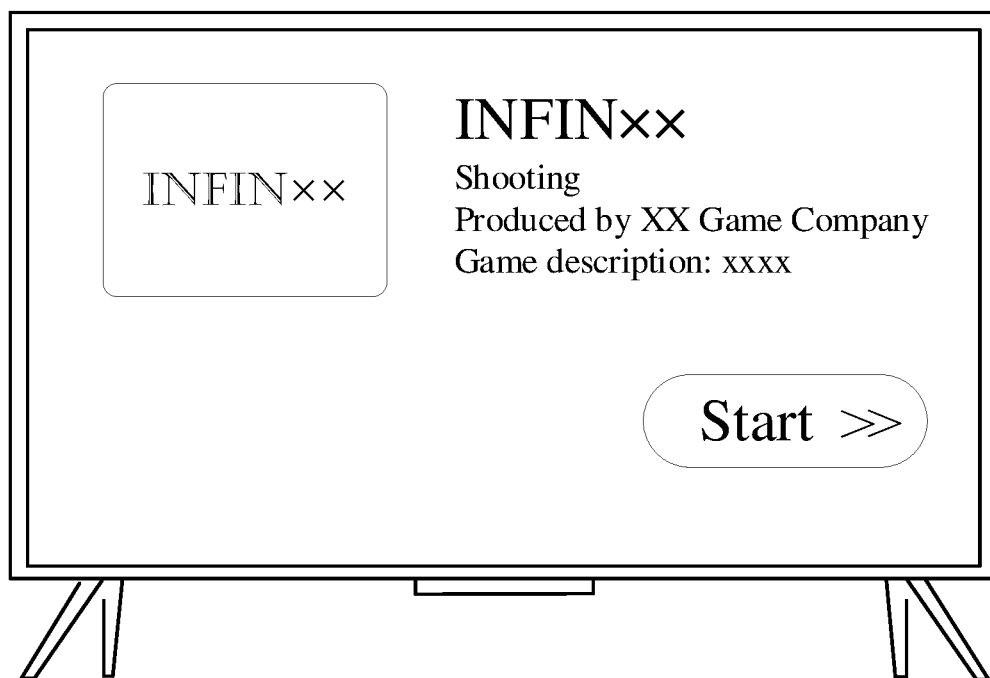 INFIN××
INFIN××
Shooting
Produced by XX Game Company
Game description: xxxx
Start >>